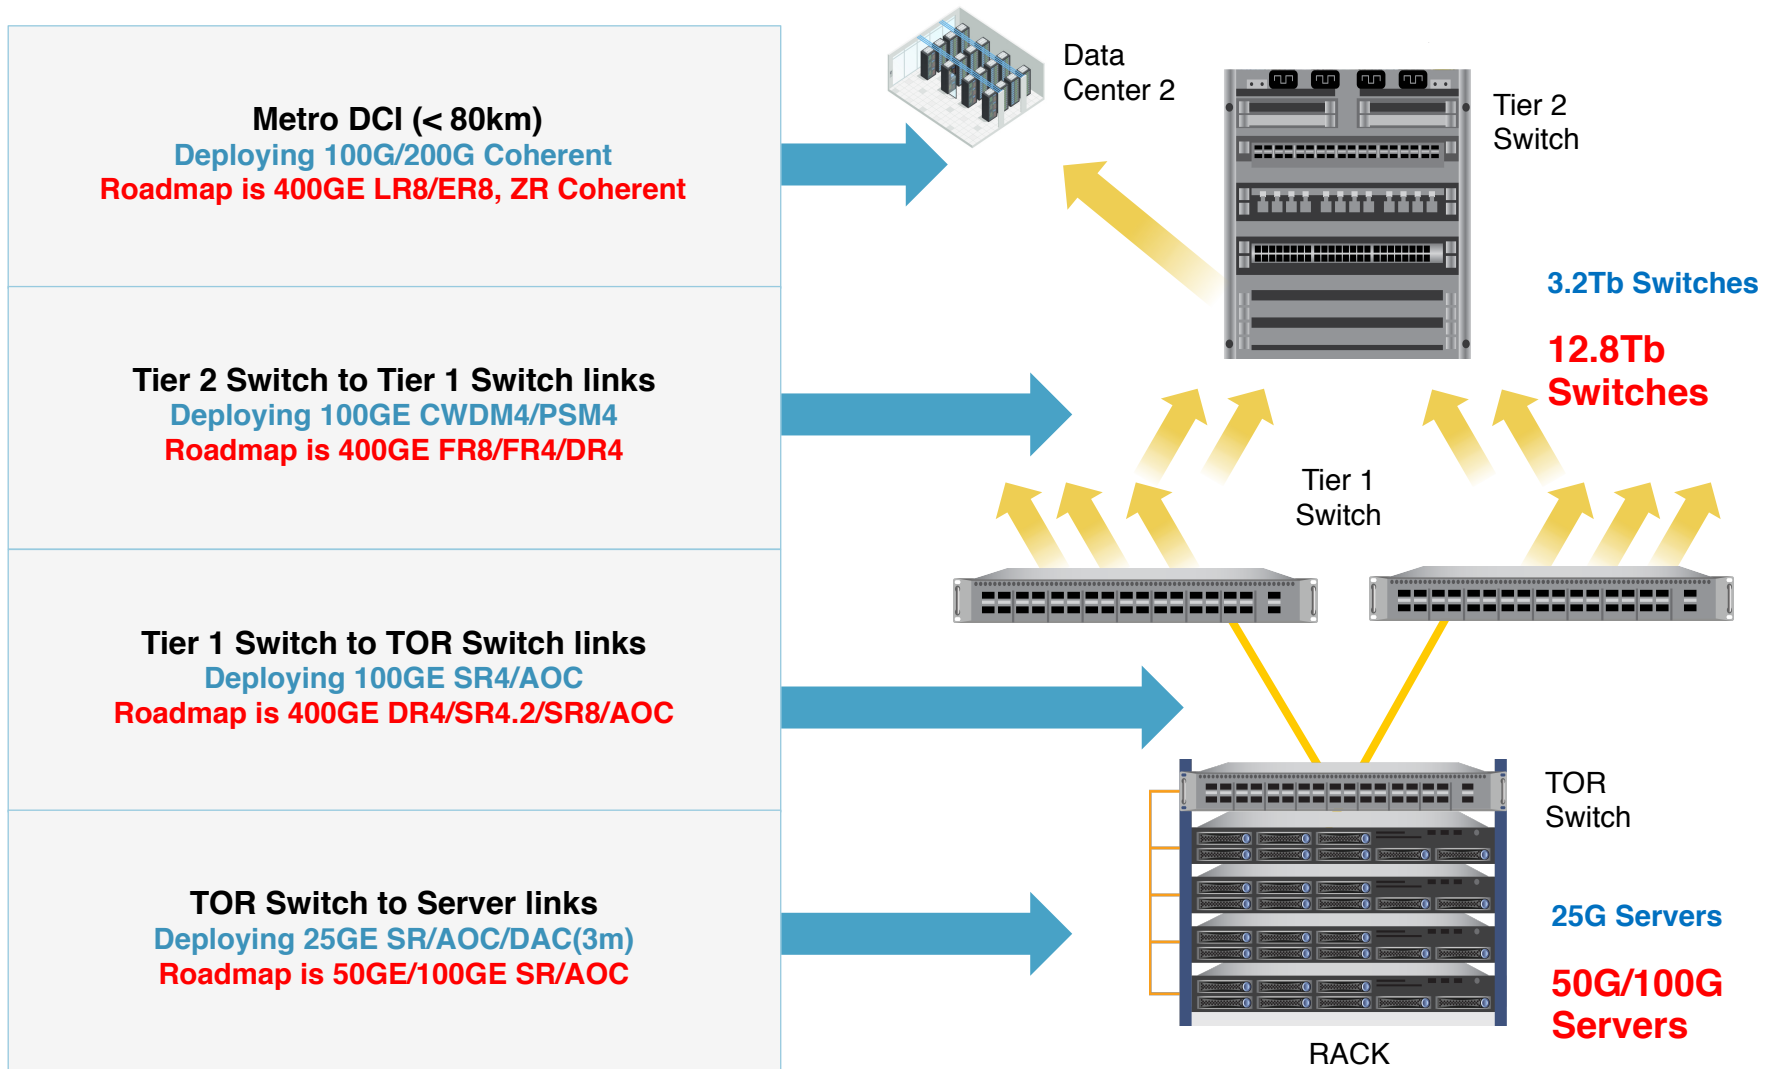 Metro DCI (< 80km)
Deploying 100G/200G Coherent
Roadmap is 400GE LR8/ER8, ZR Coherent
Tier 2 Switch to Tier 1 Switch links
Deploying 100GE CWDM4/PSM4
Roadmap is 400GE FR8/FR4/DR4
Tier 1 Switch to TOR Switch links
Deploying 100GE SR4/AOC
Roadmap is 400GE DR4/SR4.2/SR8/AOC
TOR Switch to Server links
Deploying 25GE SR/AOC/DAC(3m)
Roadmap is 50GE/100GE SR/AOC
Data
Center 2
Tier 2
Switch
3.2Tb Switches
12.8Tb
Switches
Tier 1
Switch
TOR
Switch
25G Servers
50G/100G
Servers
RACK